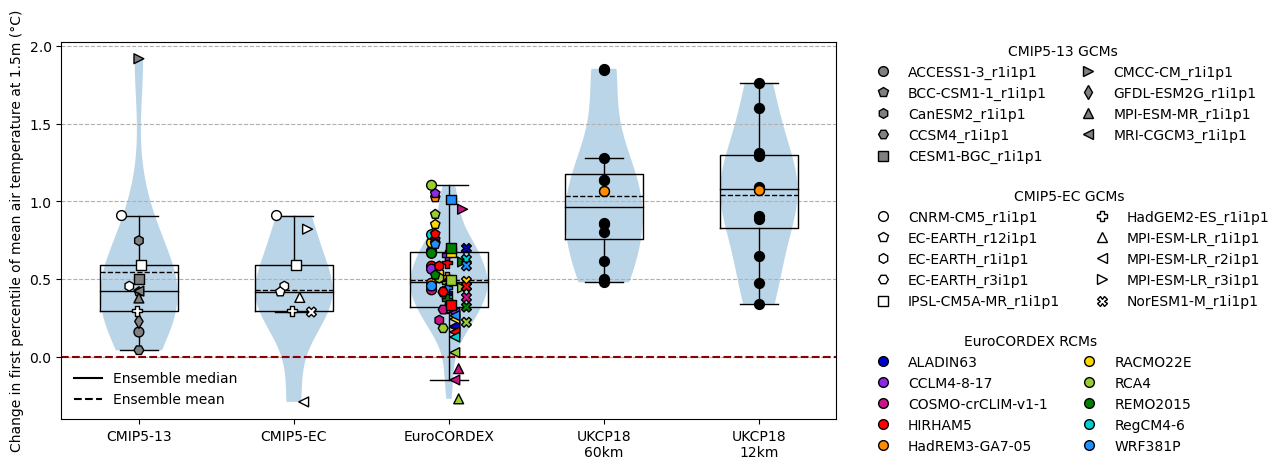 Change in first percentile of mean air temperature at 1.5m (°C)
2.0
1.5
1.0
0.5
0.0
Ensemble median
Ensemble mean
CMIP5-13
CMIP5-EC
EuroCORDEX
UKCP18
60km
UKCP18
12km
CMIP5-13 GCMs
ACCESS1-3_r1i1p1
BCC-CSM1-1_r1i1p1
CanESM2_r1i1p1
CCSM4_r1i1p1
CESM1-BGC_r1i1p1
CMCC-CM_r1i1p1
GFDL-ESM2G_r1i1p1
MPI-ESM-MR_r1i1p1
MRI-CGCM3_r1i1p1
CMIP5-EC GCMs
CNRM-CM5_r1i1p1
EC-EARTH_r12i1p1
EC-EARTH_r1i1p1
EC-EARTH_r3i1p1
IPSL-CM5A-MR_r1i1p1
HadGEM2-ES_r1i1p1
MPI-ESM-LR_r1i1p1
MPI-ESM-LR_r2i1p1
MPI-ESM-LR_r3i1p1
NorESM1-M_r1i1p1
EuroCORDEX RCMs
ALADIN63
CCLM4-8-17
COSMO-crCLIM-v1-1
HIRHAM5
HadREM3-GA7-05
RACMO22E
RCA4
REMO2015
RegCM4-6
WRF381P